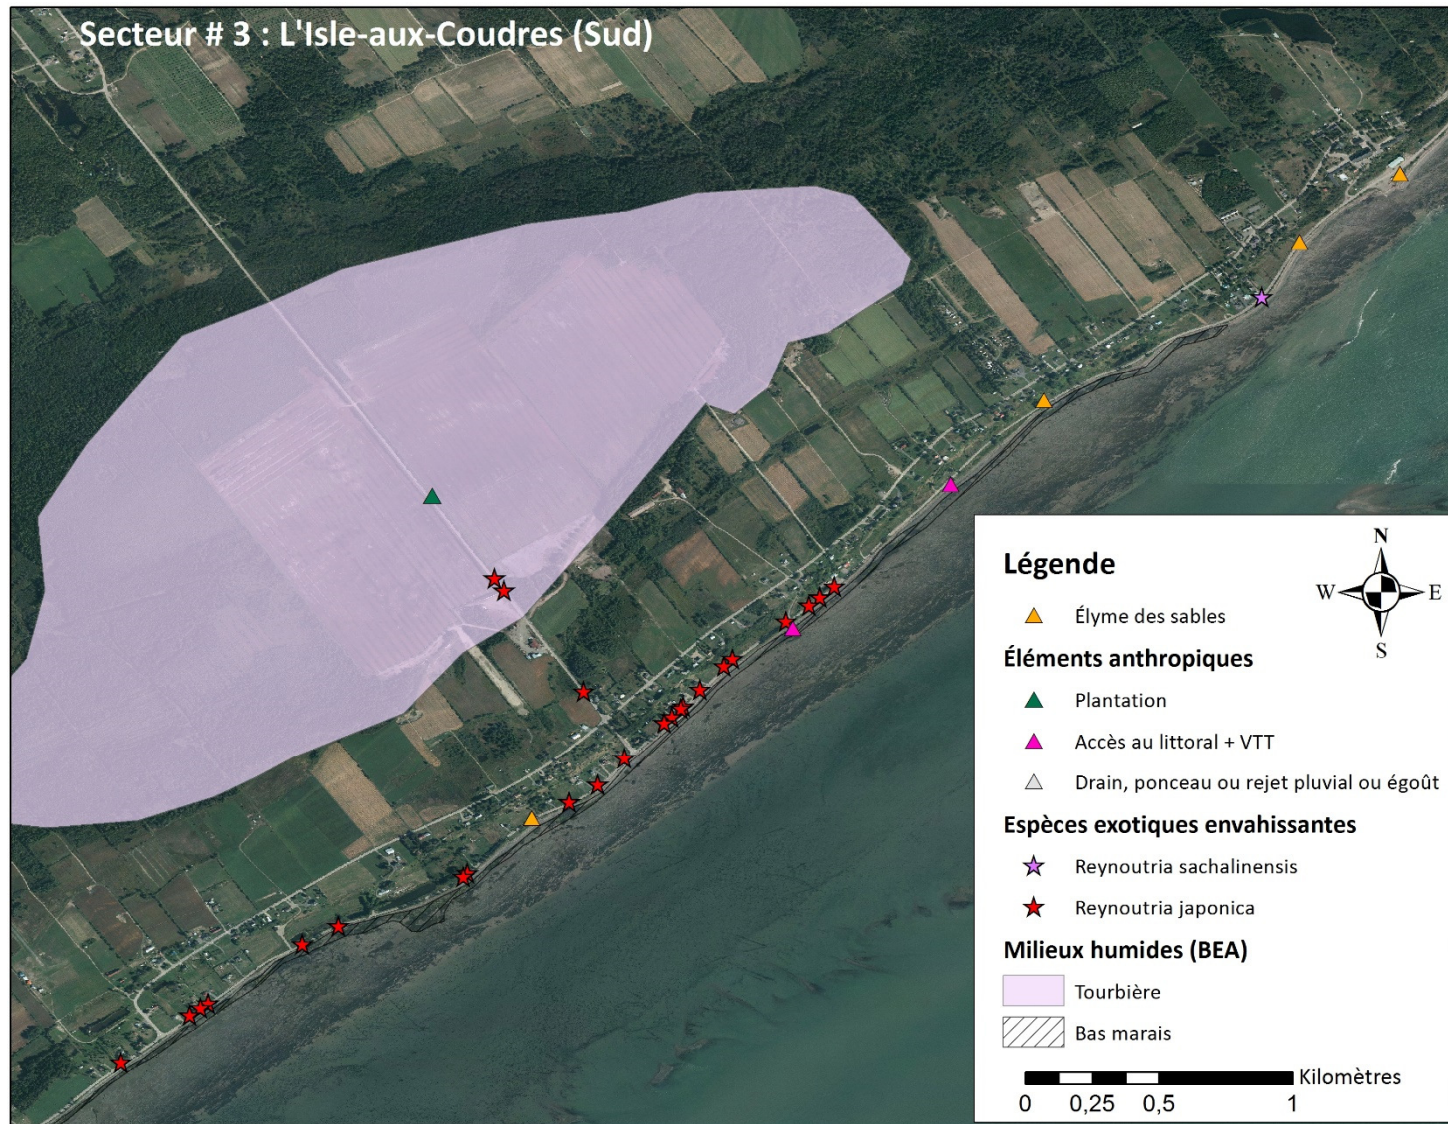 Secteur # 3 : L'Isle-aux-Coudres (Sud)
Légende
N
W
E
S
Élyme des sables
Éléments anthropiques
Plantation
Accès au littoral + VTT
Drain, ponceau ou rejet pluvial ou égoût
Espèces exotiques envahissantes
Reynoutria sachalinensis
Reynoutria japonica
Milieux humides (BEA)
Tourbière
Bas marais
Kilomètres
0 0,25 0,5 1